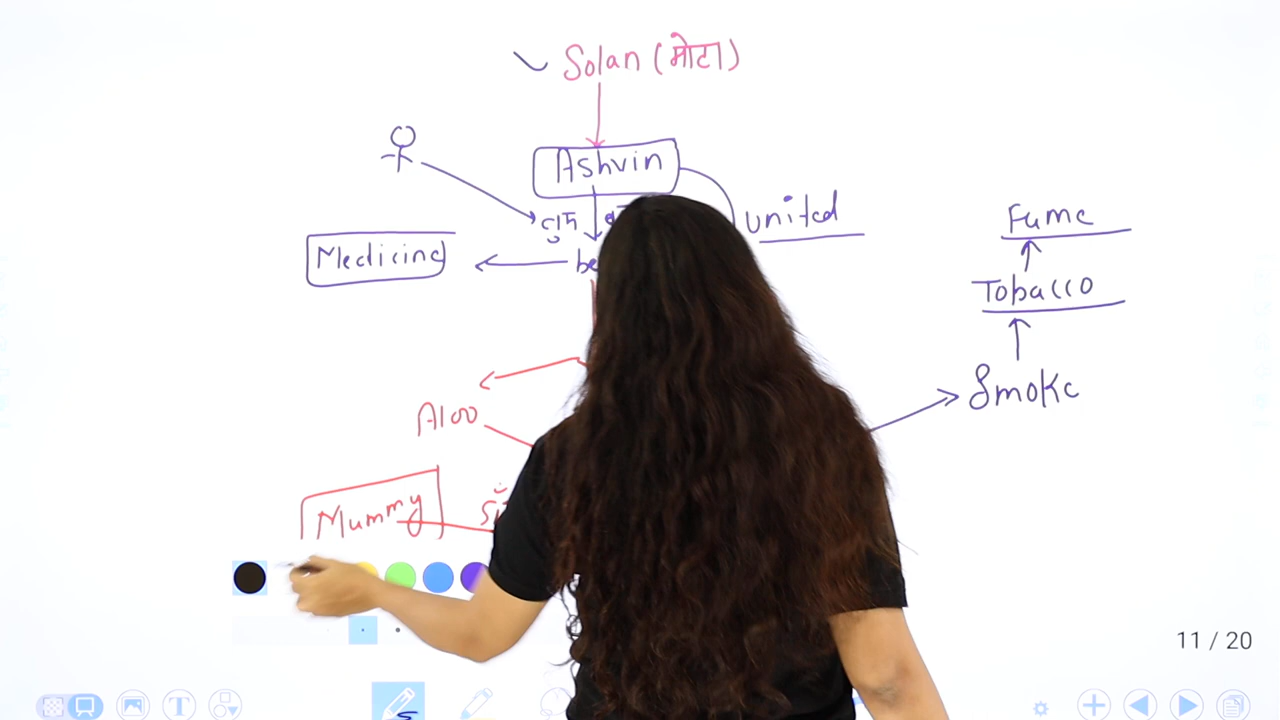 Solan (मोटा)
Ashvin
united
Fume
Medicine
Tobacco
Smoke
Aloo
Mummy
11 / 20